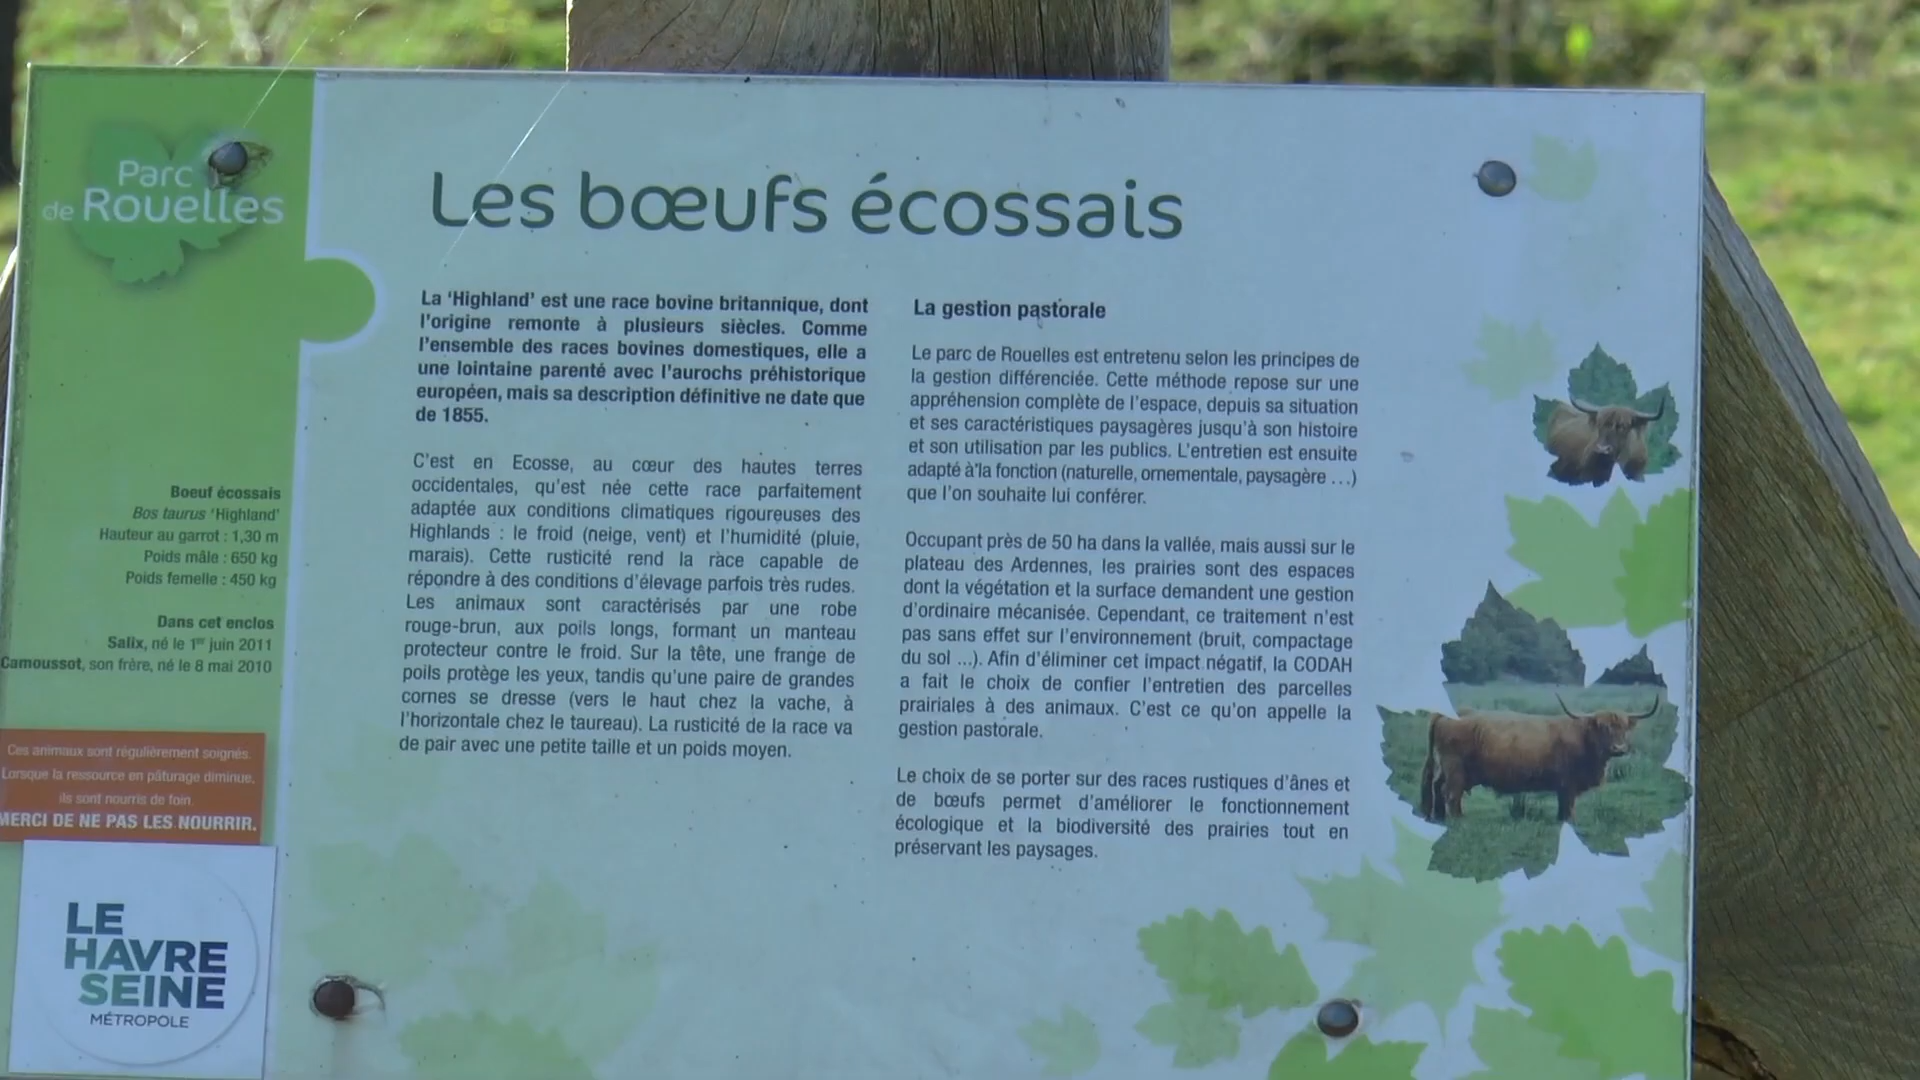 Parc
de Rouelles
Boeuf écossais
Bos taurus ‘Highland’
Hauteur au garrot : 1,30 m
Poids mâle : 650 kg
Poids femelle : 450 kg
Dans cet enclos
Salix, né le 1er juin 2011
Camoussot, son frère, né le 8 mai 2010
Ces animaux sont régulièrement soignés.
Lorsque la ressource en pâturage diminue,
ils sont nourris de foin.
MERCI DE NE PAS LES NOURRIR.
LE
HAVRE
SEINE
MÉTROPOLE
Les bœufs écossais
La ‘Highland’ est une race bovine britannique, dont
l’origine remonte à plusieurs siècles. Comme
l’ensemble des races bovines domestiques, elle a
une lointaine parenté avec l’aurochs préhistorique
européen, mais sa description définitive ne date que
de 1855.
C’est en Ecosse, au cœur des hautes terres
occidentales, qu’est née cette race parfaitement
adaptée aux conditions climatiques rigoureuses des
Highlands : le froid (neige, vent) et l’humidité (pluie,
marais). Cette rusticité rend la race capable de
répondre à des conditions d’élevage parfois très rudes.
Les animaux sont caractérisés par une robe
rouge-brun, aux poils longs, formant un manteau
protecteur contre le froid. Sur la tête, une frange de
poils protège les yeux, tandis qu’une paire de grandes
cornes se dresse (vers le haut chez la vache, à
l’horizontale chez le taureau). La rusticité de la race va
de pair avec une petite taille et un poids moyen.
La gestion pastorale
Le parc de Rouelles est entretenu selon les principes de
la gestion différenciée. Cette méthode repose sur une
appréhension complète de l’espace, depuis sa situation
et ses caractéristiques paysagères jusqu’à son histoire
et son utilisation par les publics. L’entretien est ensuite
adapté à la fonction (naturelle, ornementale, paysagère ...)
que l’on souhaite lui conférer.
Occupant près de 50 ha dans la vallée, mais aussi sur le
plateau des Ardennes, les prairies sont des espaces
dont la végétation et la surface demandent une gestion
d’ordinaire mécanisée. Cependant, ce traitement n’est
pas sans effet sur l’environnement (bruit, compactage
du sol ...). Afin d’éliminer cet impact négatif, la CODAH
a fait le choix de confier l’entretien des parcelles
prairiales à des animaux. C’est ce qu’on appelle la
gestion pastorale.
Le choix de se porter sur des races rustiques d’ânes et
de bœufs permet d’améliorer le fonctionnement
écologique et la biodiversité des prairies tout en
préservant les paysages.